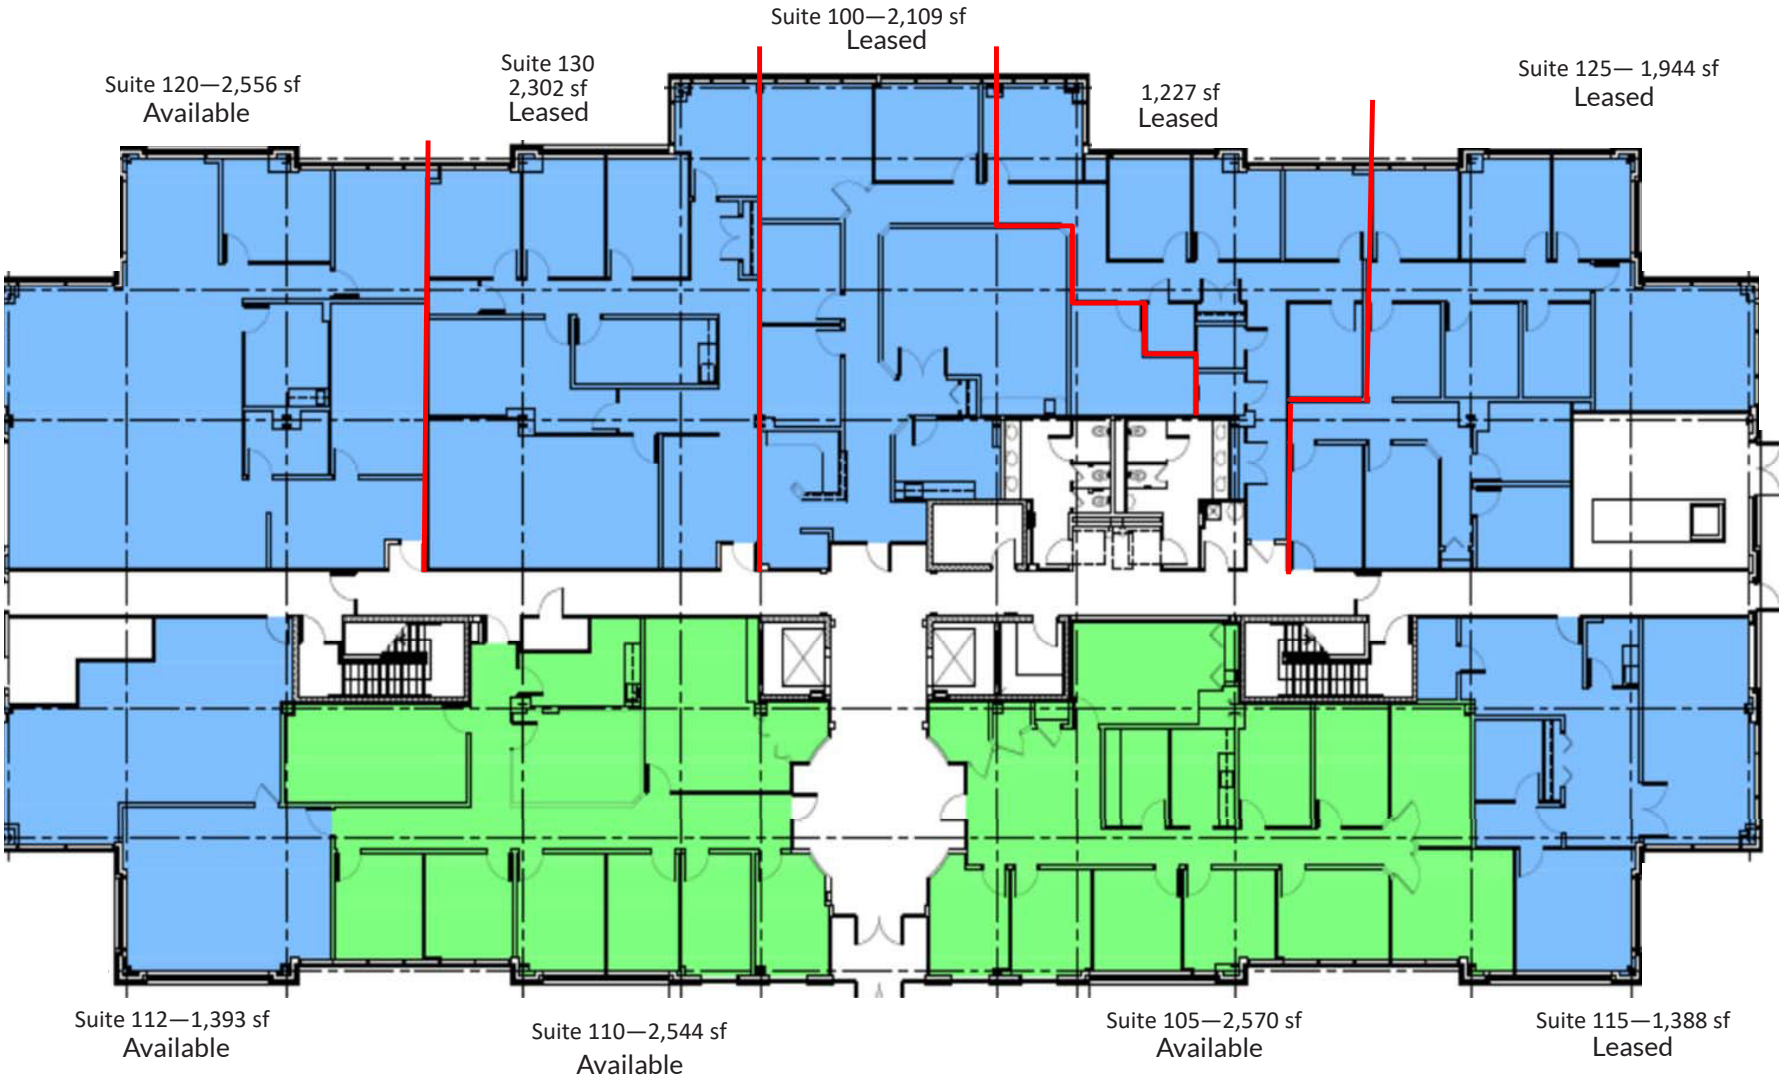 Suite 100—2,109 sf
Leased
Suite 120—2,556 sf
Available
Suite 130
2,302 sf
Leased
1,227 sf
Leased
Suite 125— 1,944 sf
Leased
Suite 112—1,393 sf
Available
Suite 110—2,544 sf
Available
Suite 105—2,570 sf
Available
Suite 115—1,388 sf
Leased